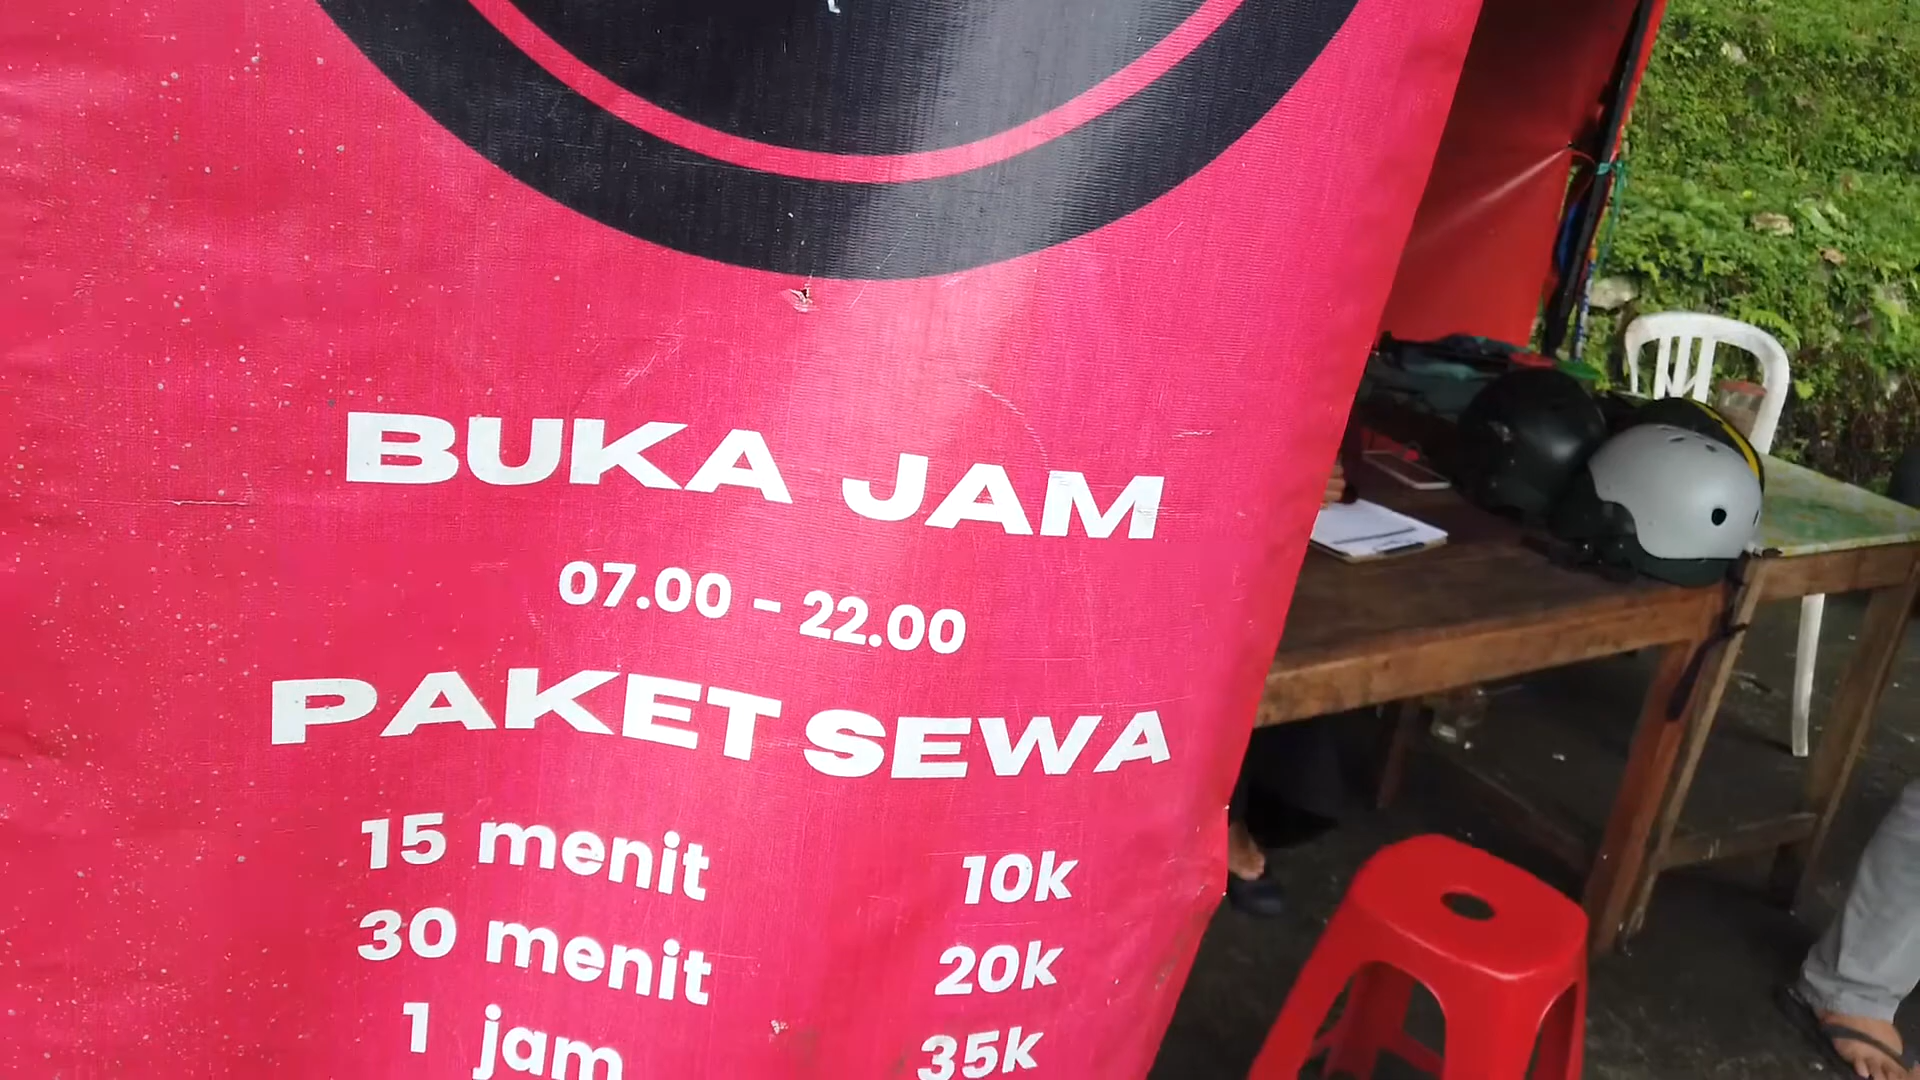 BUKA JAM
07.00 - 22.00
PAKET SEWA
15 menit 10k
30 menit 20k
1 jam 35k